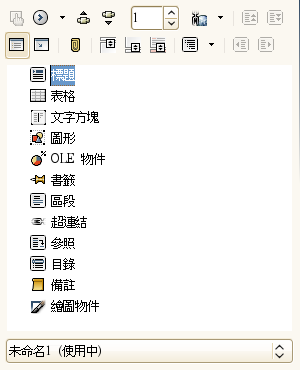 1
標題
表格
文字方塊
圖形
OLE 物件
書籤
區段
超連結
參照
目錄
備註
繪圖物件
未命名1 (使用中)